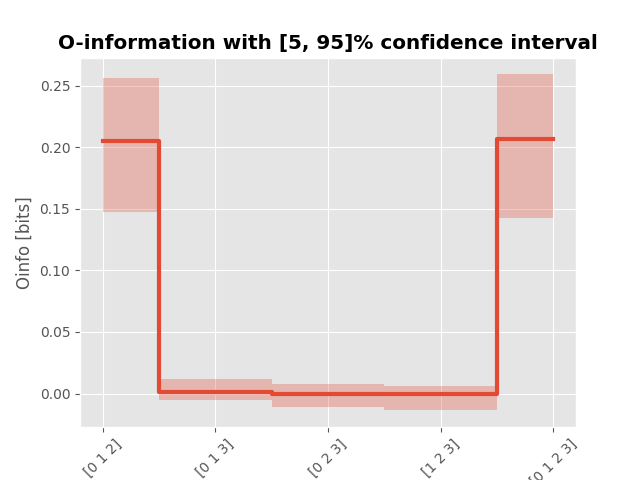 O-information with [5, 95]% confidence interval
Oinfo [bits]
0.25
0.20
0.15
0.10
0.05
0.00
[0 1 2]
[0 1 3]
[0 2 3]
[1 2 3]
[0 1 2 3]